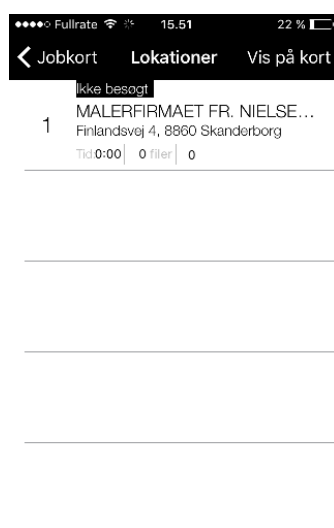 Fullrate 15.51 22 %
Jobkort Lokationer Vis på kort
Ikke besøgt
1 MALERFIRMAET FR. NIELSE...
Finlandsvej 4, 8860 Skanderborg
Tid:0:00 0 filer 0